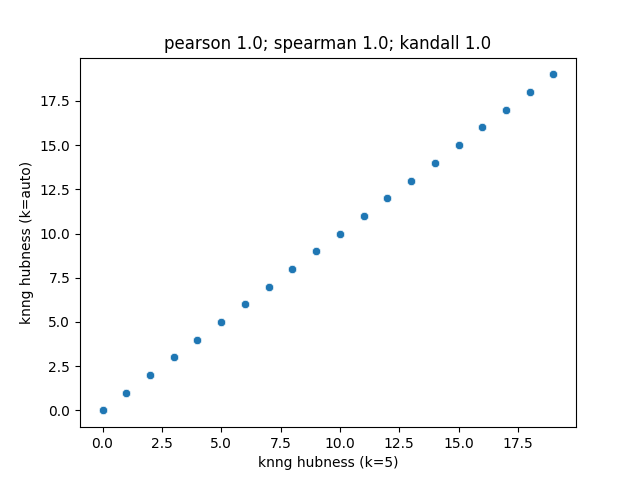 pearson 1.0; spearman 1.0; kandall 1.0
knng hubness (k=auto)
17.5
15.0
12.5
10.0
7.5
5.0
2.5
0.0
0.0 2.5 5.0 7.5 10.0 12.5 15.0 17.5
knng hubness (k=5)